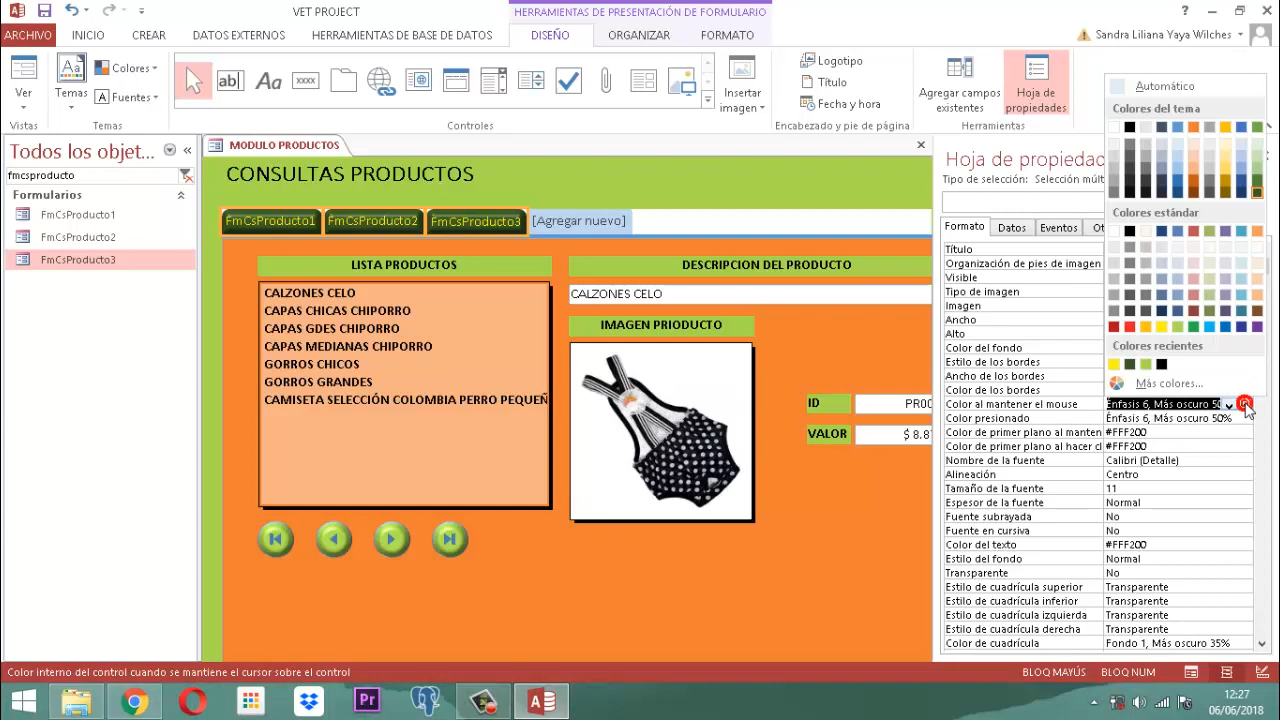 VET PROJECT
HERRAMIENTAS DE PRESENTACIÓN DE FORMULARIO
ARCHIVO INICIO CREAR DATOS EXTERNOS HERRAMIENTAS DE BASE DE DATOS DISEÑO ORGANIZAR FORMATO
Sandra Liliana Yaya Wilches
Ver
Vistas
Temas
Colores
Fuentes
Temas
ab
Aa
xxxx
Controles
Insertar
imagen
Logotipo
Título
Fecha y hora
Encabezado y pie de página
Agregar campos
existentes
Hoja de
propiedades
Herramientas
Todos los objet...
fmcsproducto
Formularios
FmCsProducto1
FmCsProducto2
FmCsProducto3
MODULO PRODUCTOS
CONSULTAS PRODUCTOS
FmCsProducto1 FmCsProducto2 FmCsProducto3 [Agregar nuevo]
LISTA PRODUCTOS
CALZONES CELO
CAPAS CHICAS CHIPORRO
CAPAS GDES CHIPORRO
CAPAS MEDIANAS CHIPORRO
GORROS CHICOS
GORROS GRANDES
CAMISETA SELECCIÓN COLOMBIA PERRO PEQUEÑ
DESCRIPCION DEL PRODUCTO
CALZONES CELO
IMAGEN PRIODUCTO
ID PR00
VALOR $ 8.8
Hoja de propiedad
Tipo de selección: Selección múlt
Formato Datos Eventos Ot
Título
Organización de pies de imagen
Visible
Tipo de imagen
Imagen
Ancho
Alto
Color del fondo
Estilo de los bordes
Ancho de los bordes
Color de los bordes
Color al mantener el mouse Énfasis 6, Más oscuro 50
Color presionado Énfasis 6, Más oscuro 50%
Color de primer plano al manten #FFF200
Color de primer plano al hacer cl #FFF200
Nombre de la fuente Calibri (Detalle)
Alineación Centro
Tamaño de la fuente 11
Espesor de la fuente Normal
Fuente subrayada No
Fuente en cursiva No
Color del texto #FFF200
Estilo del fondo Normal
Transparente No
Estilo de cuadrícula superior Transparente
Estilo de cuadrícula inferior Transparente
Estilo de cuadrícula izquierda Transparente
Estilo de cuadrícula derecha Transparente
Color de cuadrícula Fondo 1, Más oscuro 35%
Automático
Colores del tema
Colores estándar
Colores recientes
Más colores...
Color interno del control cuando se mantiene el cursor sobre el control
BLOQ MAYÚS BLOQ NUM
Pr
12:27
06/06/2018